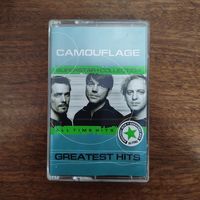 CAMOUFLAGE
SUPERSTAR COLLECTION
ALL TIME HITS
GREATEST HITS